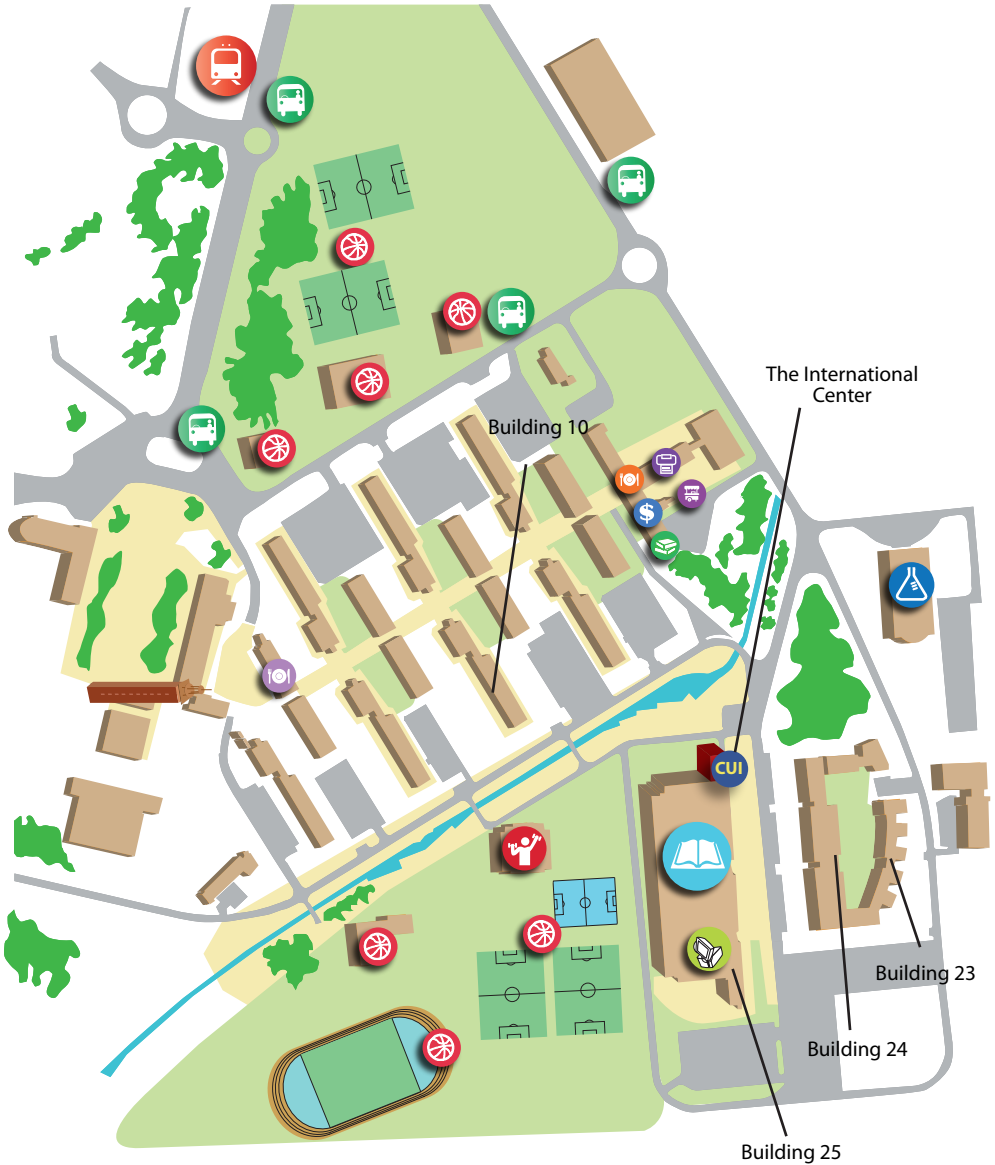 The International
Center
Building 10
$
CUI
Building 23
Building 24
Building 25